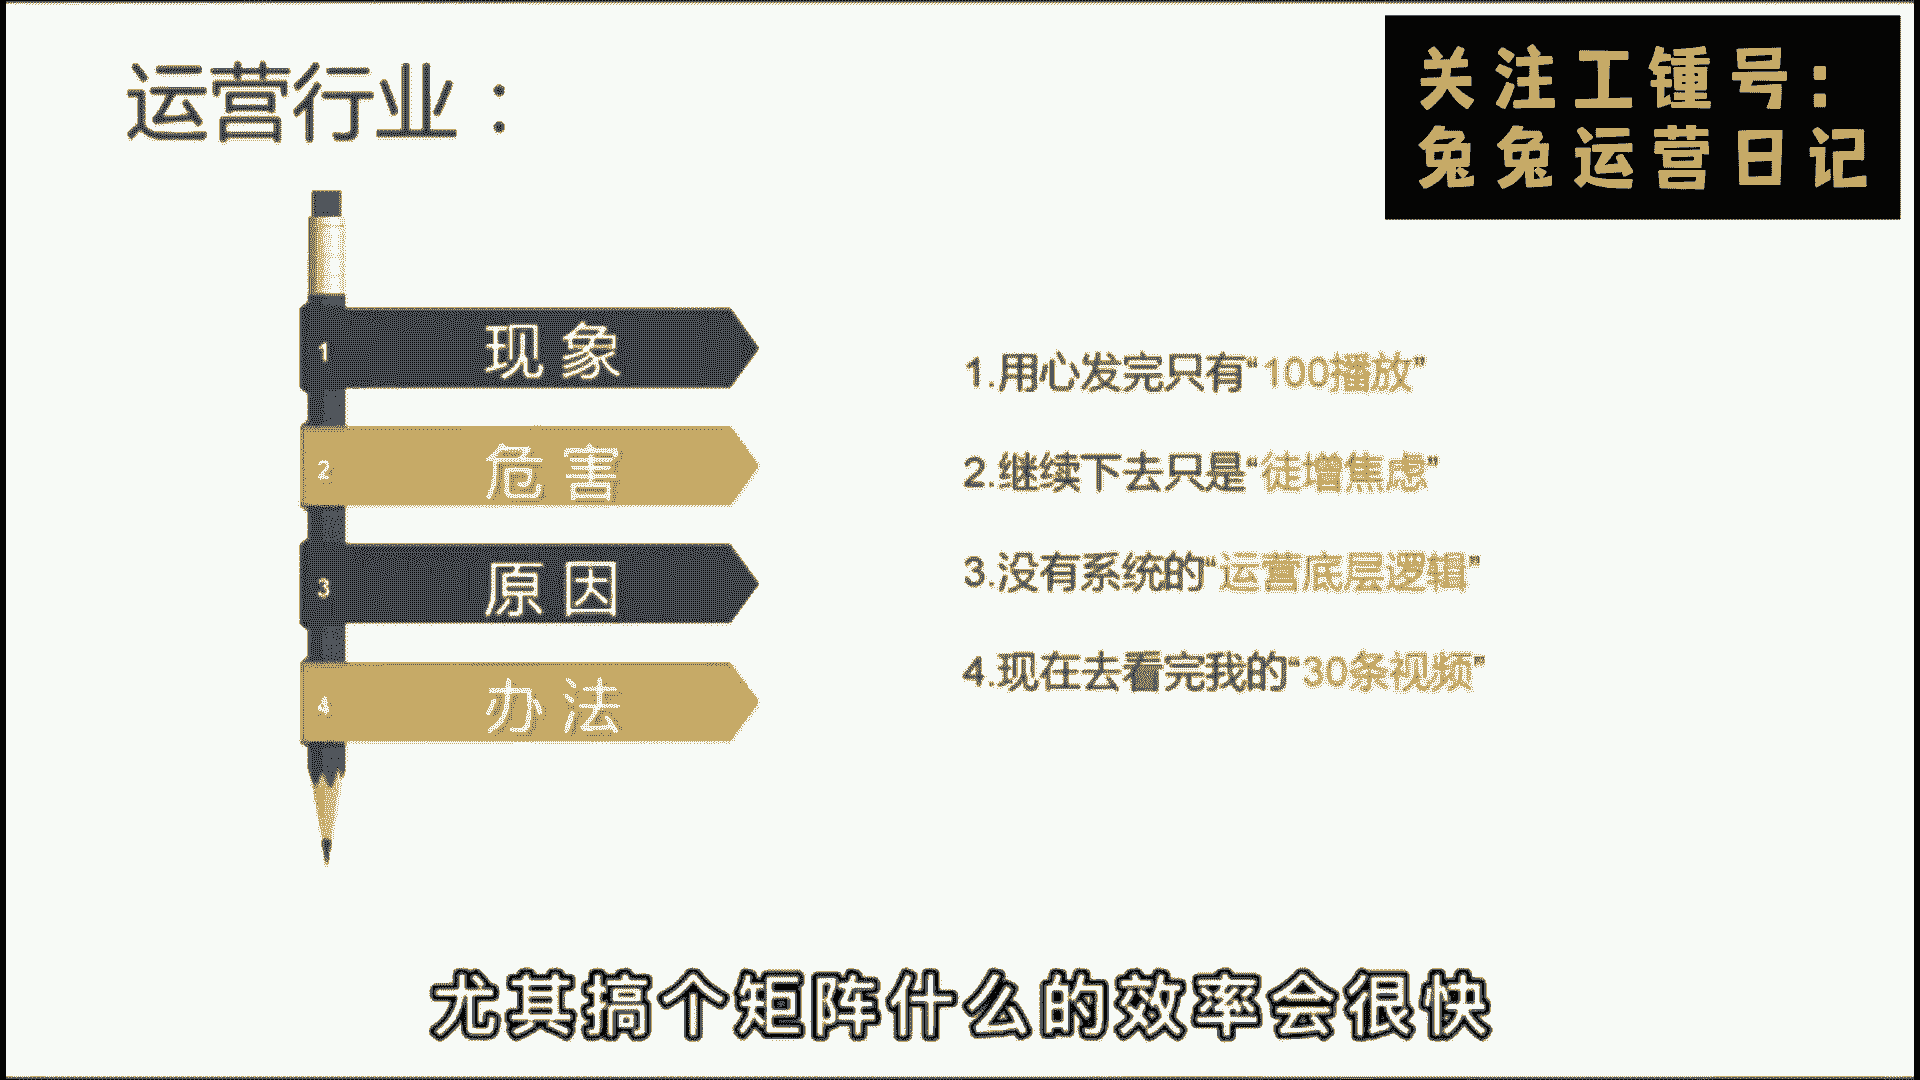 运营行业：
关注工锺号：
兔兔运营日记
1 现象
2 危害
3 原因
4 办法
1.用心发完只有“100播放”
2.继续下去只是“徒增焦虑”
3.没有系统的“运营底层逻辑”
4.现在去看完我的“30条视频”
尤其搞个矩阵什么的效率会很快